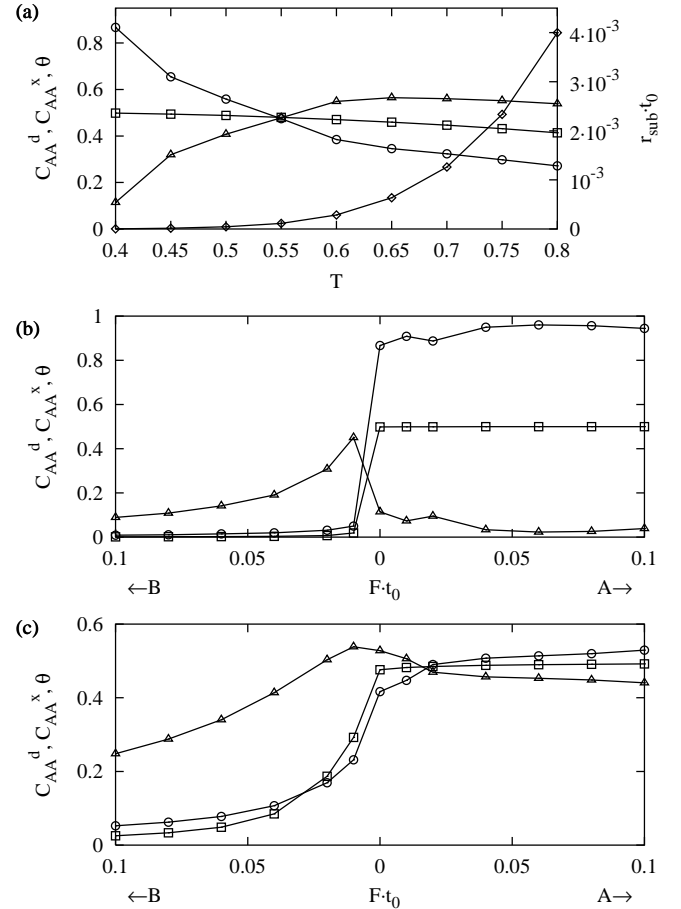 (a)
C_AA^d, C_AA^x, θ
0.8
0.6
0.4
0.2
0
4·10^-3
3·10^-3
2·10^-3
10^-3
0
r_sub·t_0
0.4 0.45 0.5 0.55 0.6 0.65 0.7 0.75 0.8
T
(b)
C_AA^d, C_AA^x, θ
1
0.8
0.6
0.4
0.2
0
0.1 0.05 0 0.05 0.1
←B F·t_0 A→
(c)
C_AA^d, C_AA^x, θ
0.6
0.4
0.2
0
0.1 0.05 0 0.05 0.1
←B F·t_0 A→